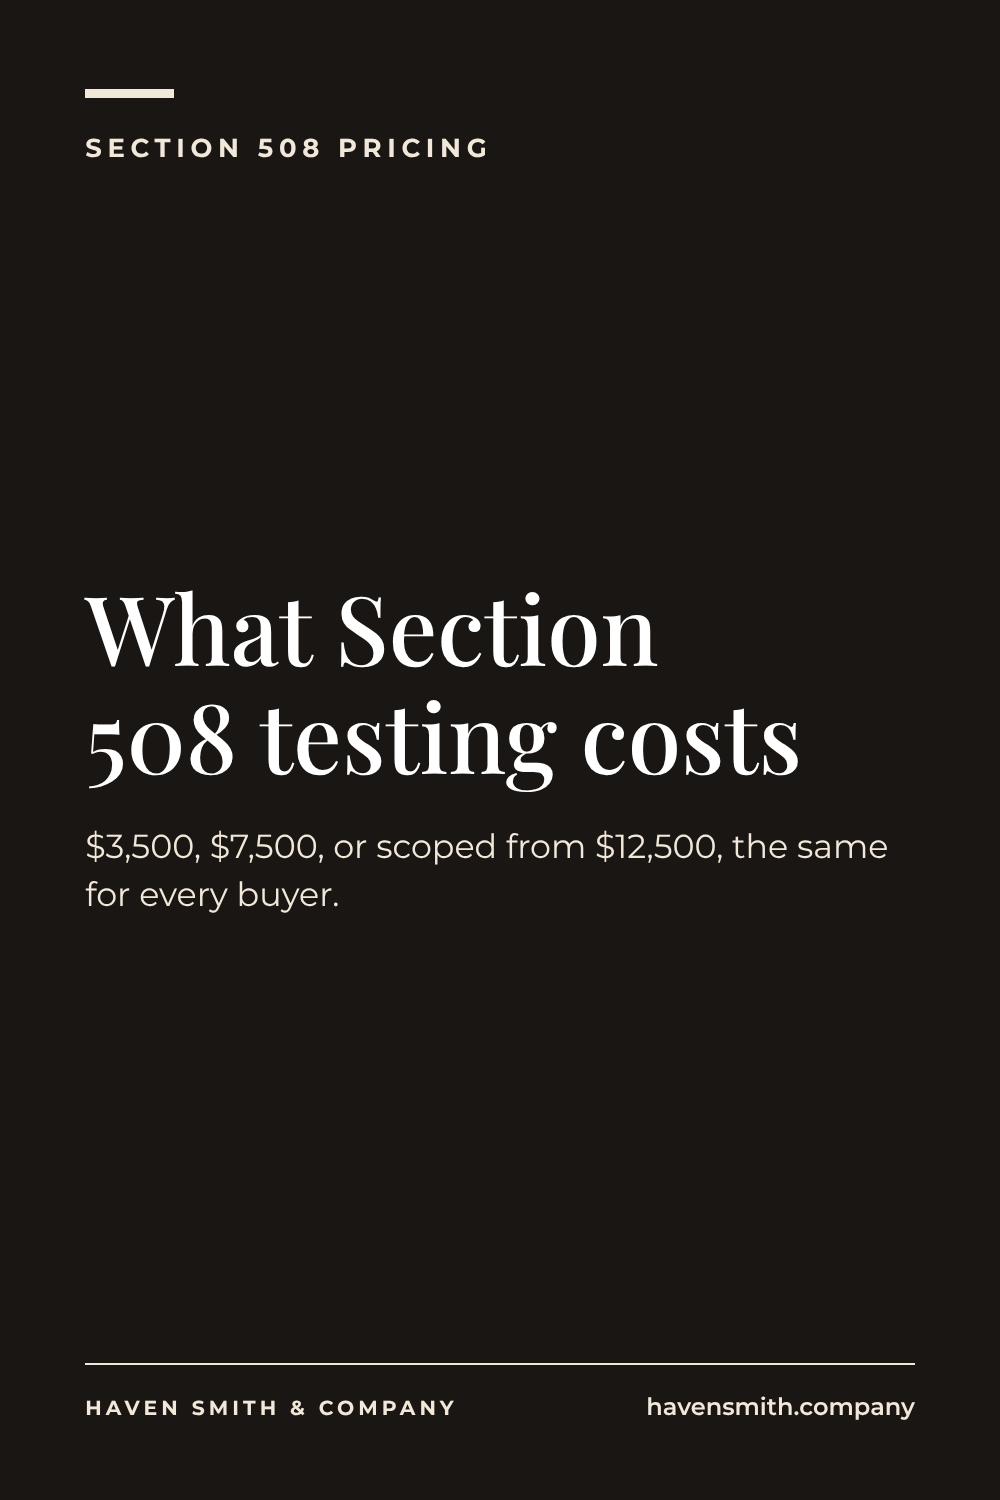 SECTION 508 PRICING
What Section
508 testing costs
$3,500, $7,500, or scoped from $12,500, the same
for every buyer.
HAVEN SMITH & COMPANY
havensmith.company